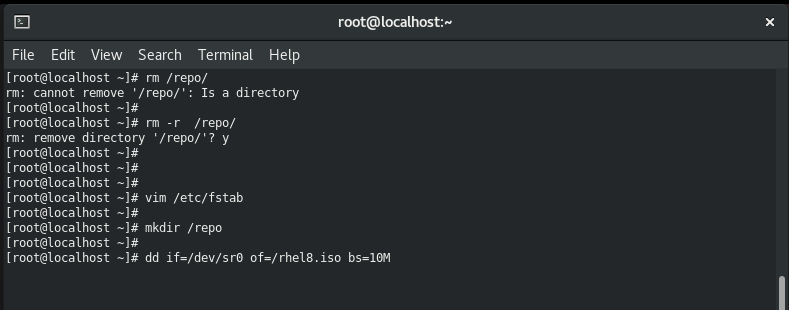 root@localhost:~
File Edit View Search Terminal Help
[root@localhost ~]# rm /repo/
rm: cannot remove '/repo/': Is a directory
[root@localhost ~]#
[root@localhost ~]# rm -r  /repo/
rm: remove directory '/repo/'? y
[root@localhost ~]#
[root@localhost ~]#
[root@localhost ~]#
[root@localhost ~]# vim /etc/fstab
[root@localhost ~]#
[root@localhost ~]# mkdir /repo
[root@localhost ~]#
[root@localhost ~]# dd if=/dev/sr0 of=/rhel8.iso bs=10M